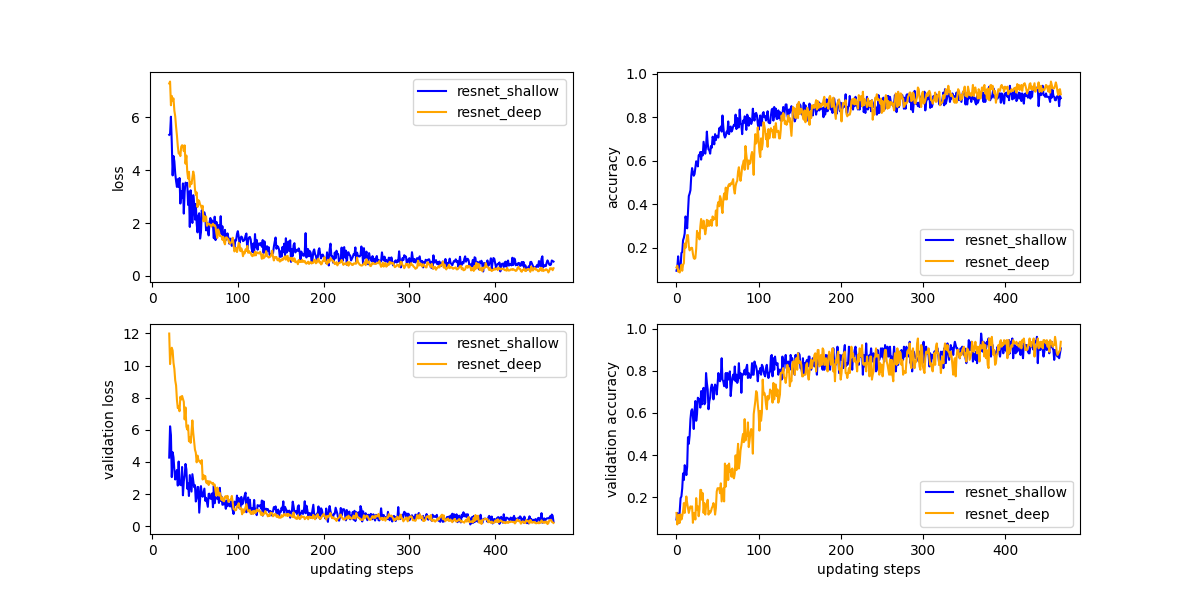 loss
6
4
2
0
0 100 200 300 400
resnet_shallow
resnet_deep
accuracy
1.0
0.8
0.6
0.4
0.2
0 100 200 300 400
resnet_shallow
resnet_deep
validation loss
12
10
8
6
4
2
0
0 100 200 300 400
updating steps
resnet_shallow
resnet_deep
validation accuracy
1.0
0.8
0.6
0.4
0.2
0 100 200 300 400
updating steps
resnet_shallow
resnet_deep